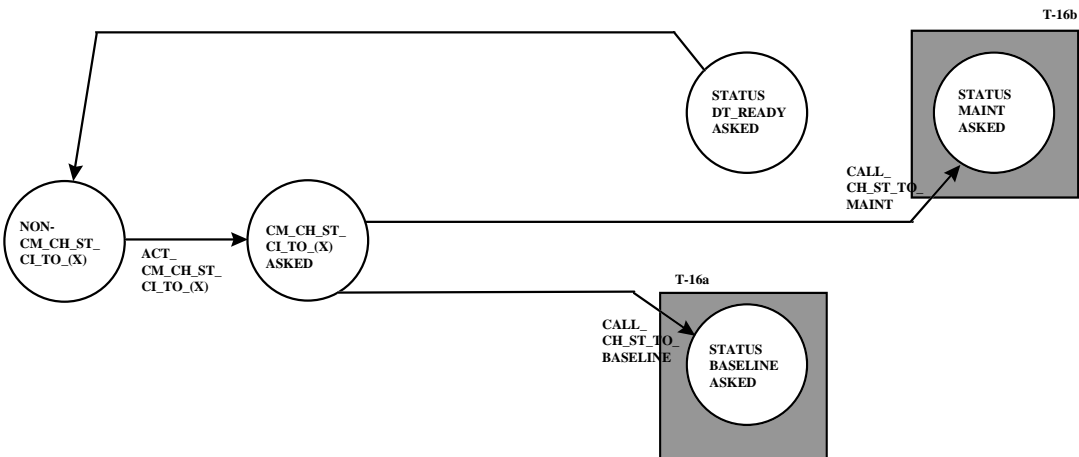 T-16b
STATUS
DT_READY
ASKED
STATUS
MAINT
ASKED
CALL_
CH_ST_TO_
MAINT
NON-
CM_CH_ST_
CI_TO_(X)
ACT_
CM_CH_ST_
CI_TO_(X)
CM_CH_ST_
CI_TO_(X)
ASKED
T-16a
CALL_
CH_ST_TO_
BASELINE
STATUS
BASELINE
ASKED